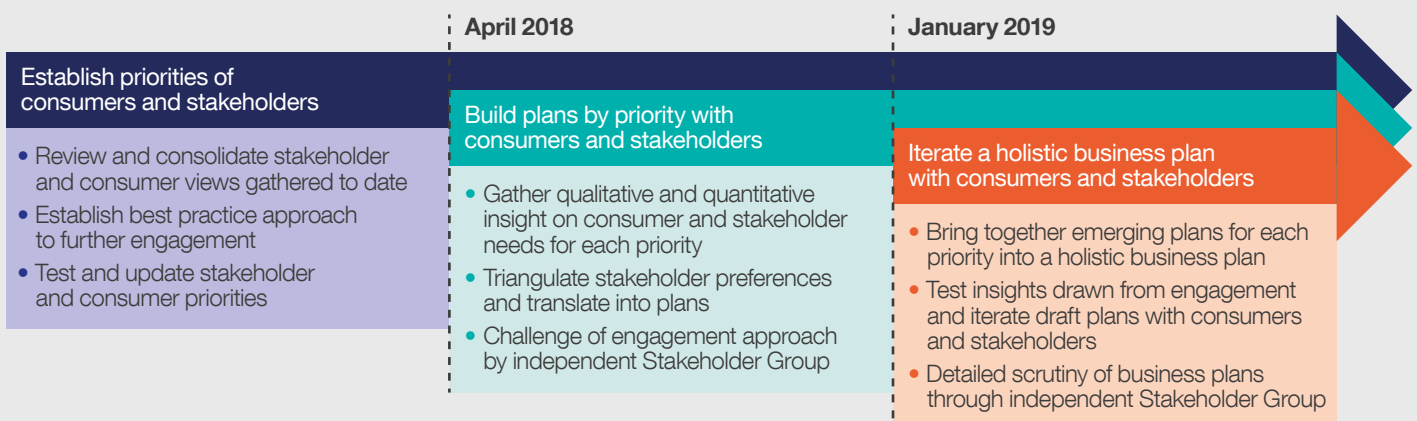 April 2018
January 2019
Establish priorities of
consumers and stakeholders
• Review and consolidate stakeholder
and consumer views gathered to date
• Establish best practice approach
to further engagement
• Test and update stakeholder
and consumer priorities
Build plans by priority with
consumers and stakeholders
• Gather qualitative and quantitative
insight on consumer and stakeholder
needs for each priority
• Triangulate stakeholder preferences
and translate into plans
• Challenge of engagement approach
by independent Stakeholder Group
Iterate a holistic business plan
with consumers and stakeholders
• Bring together emerging plans for each
priority into a holistic business plan
• Test insights drawn from engagement
and iterate draft plans with consumers
and stakeholders
• Detailed scrutiny of business plans
through independent Stakeholder Group